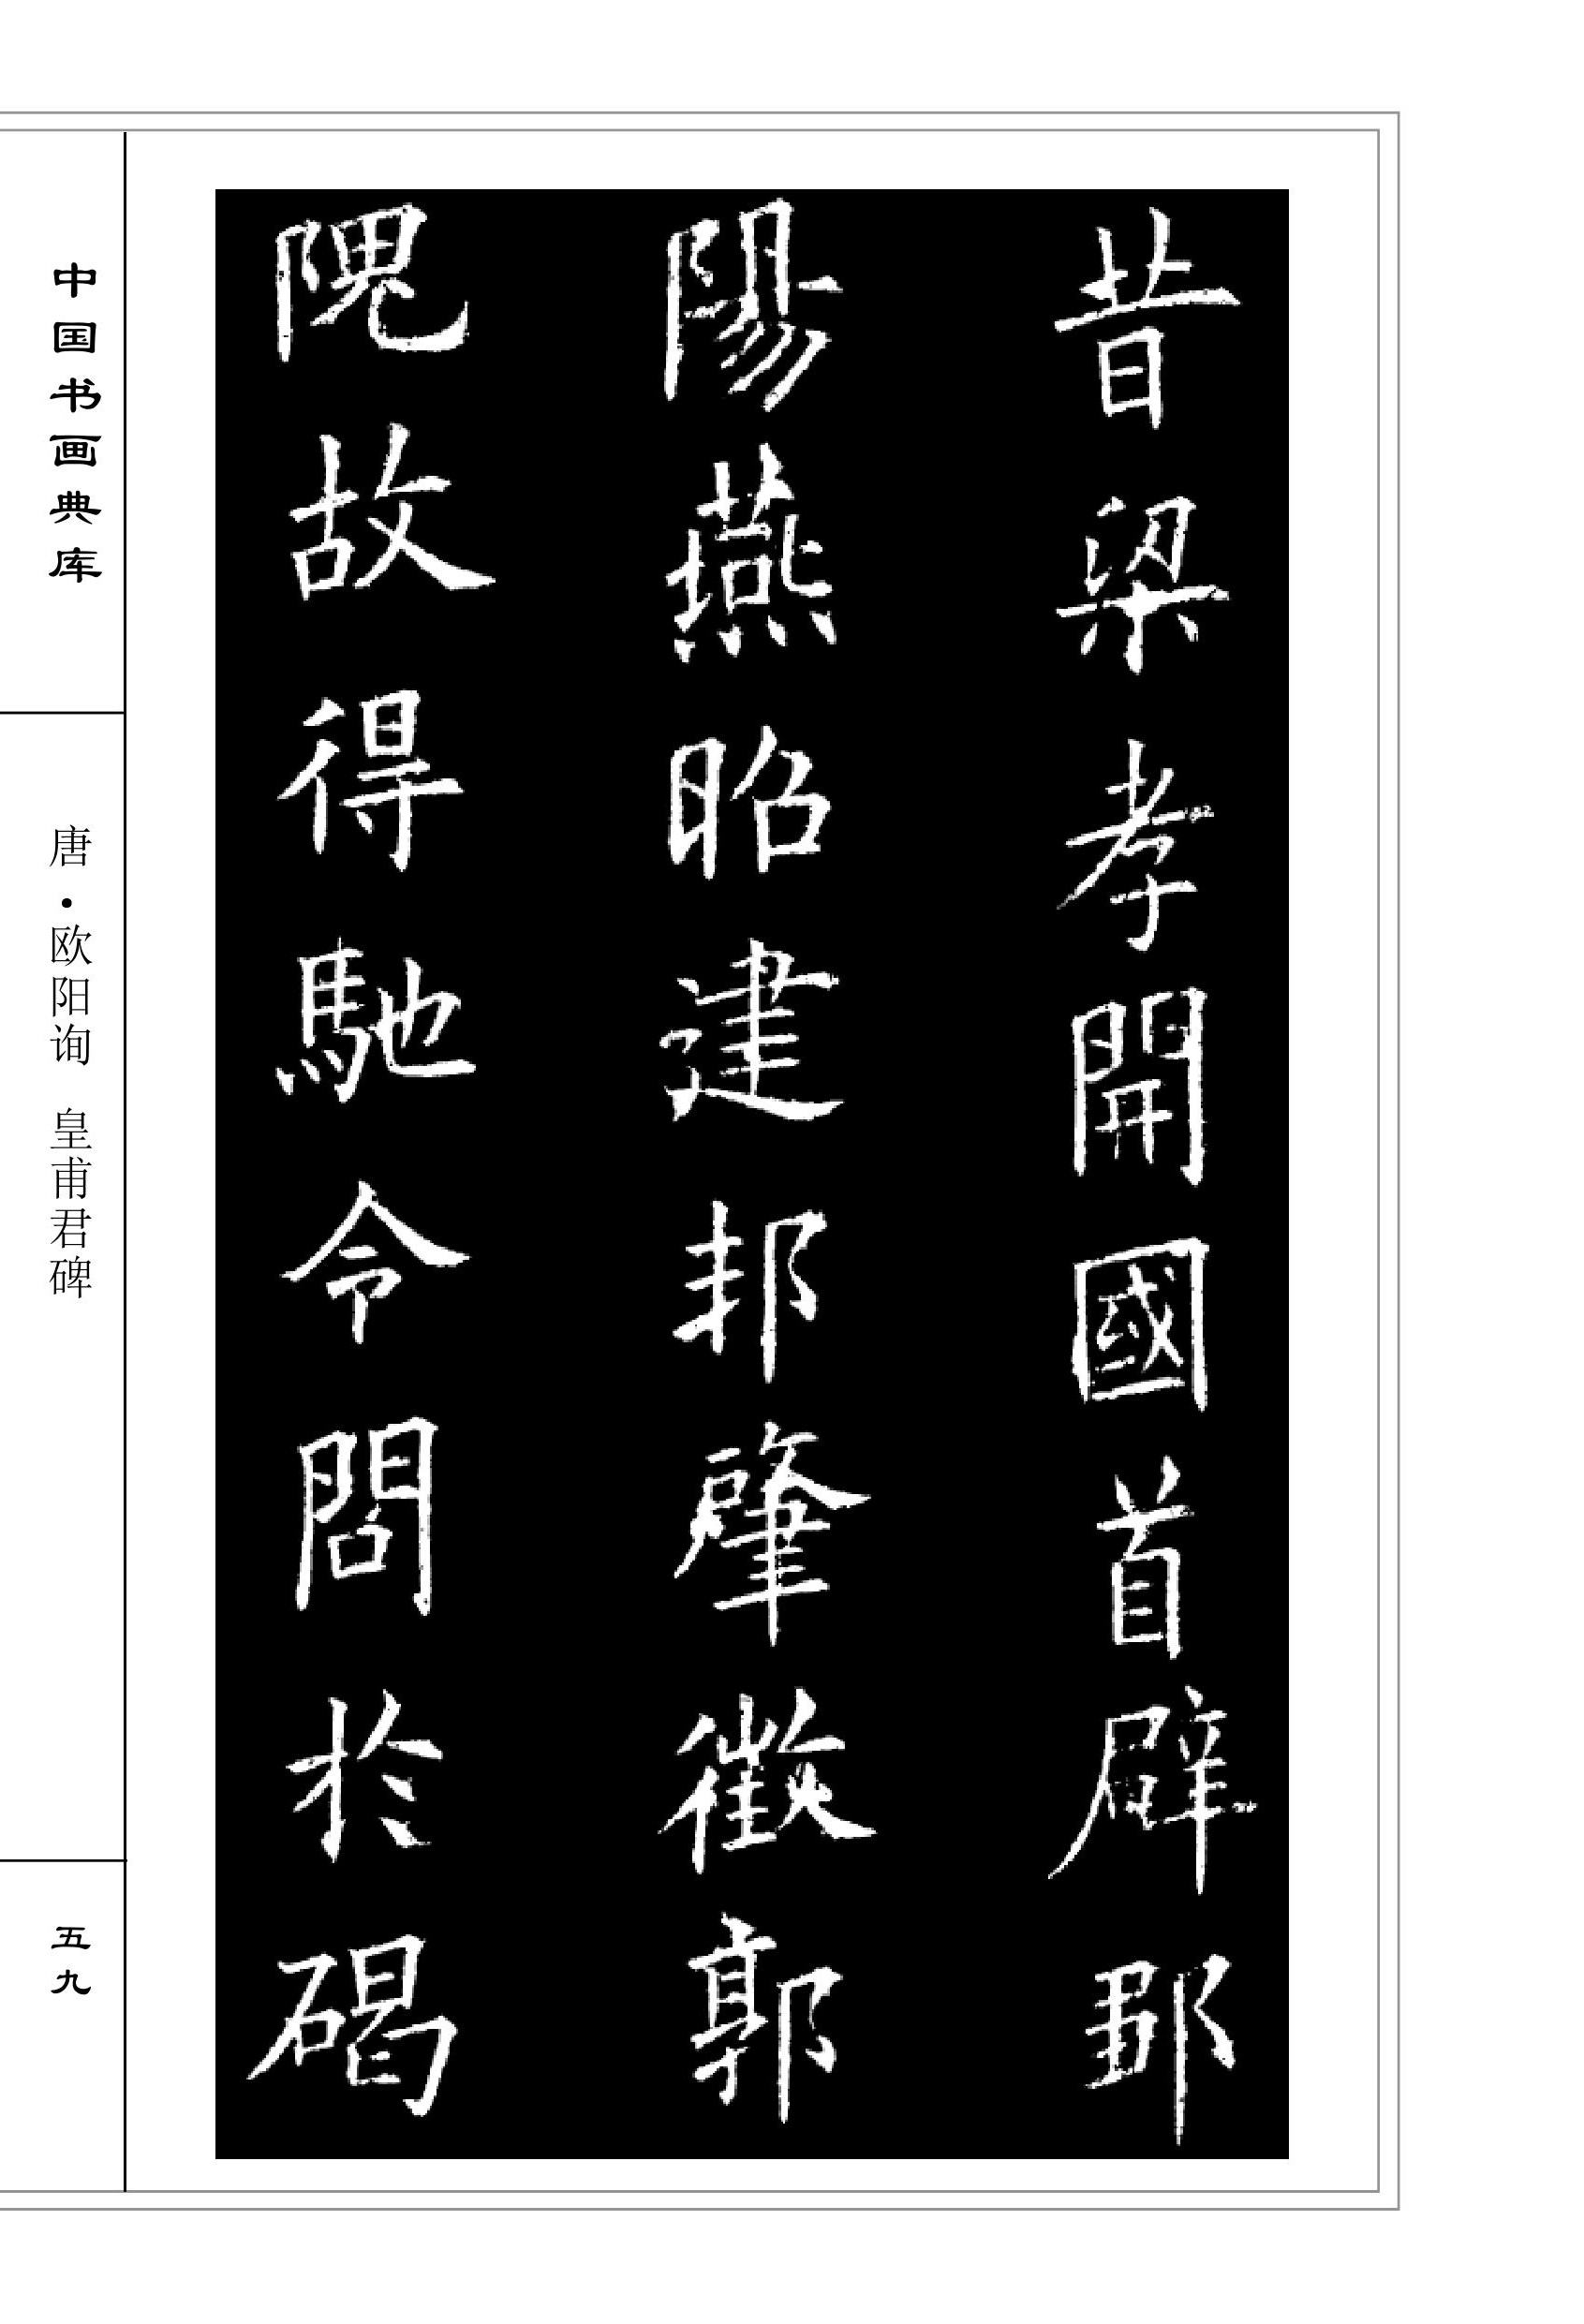 昔梁孝開國首辟鄒
陽燕昭建邦肇徵郭
隗故得馳令問於碣
中国书画典库
唐·欧阳询 皇甫君碑
五九